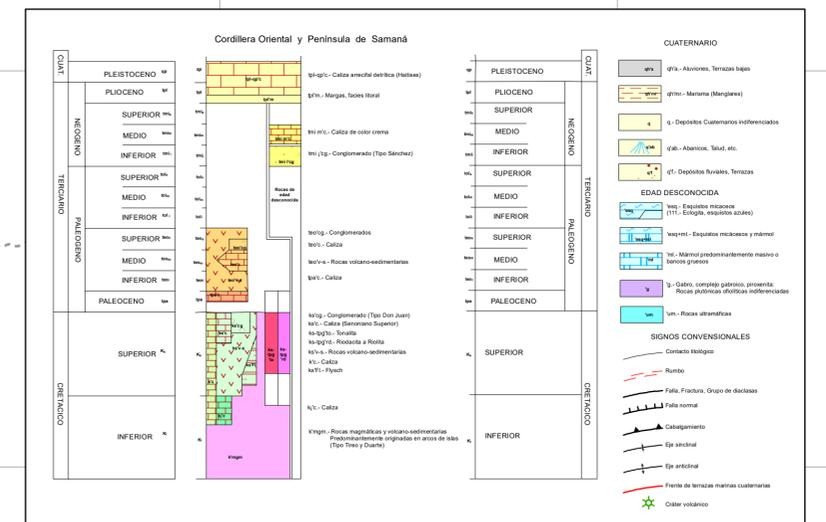 Cordillera Oriental y Península de Samaná
CUAT.
PLEISTOCENO
PLIOCENO
SUPERIOR
MEDIO
INFERIOR
NEOGENO
TERCIARIO
SUPERIOR
MEDIO
INFERIOR
SUPERIOR
MEDIO
INFERIOR
PALEOCENO
PALEOGENO
SUPERIOR
INFERIOR
CRETACICO
tpl-qp'c.- Caliza arrecifal detrítica (Haitises)
tpl'm.- Margas, facies litoral
tmi m'c.- Caliza de color crema
tmi ¡'cg.- Conglomerado (Tipo Sánchez)
Rocas de
edad
desconocida
teo'cg.- Conglomerados
teo'c.- Caliza
teo'v-s.- Rocas volcano-sedimentarias
tpa'c.- Caliza
ks'cg.- Conglomerado (Tipo Don Juan)
ks'c.- Caliza (Senoniano Superior)
ks-tpg'to.- Tonalita
ks-tpg'rd.- Riodacita a Riolita
ks'v-s.- Rocas volcano-sedimentarias
k'c.- Caliza
ks'Fl.- Flysch
ki'c.- Caliza
k'mgm.- Rocas magmáticas y volcano-sedimentarias
Predominantemente originadas en arcos de islas
(Tipo Tireo y Duarte)
k'mgm
PLEISTOCENO
PLIOCENO
SUPERIOR
MEDIO
INFERIOR
SUPERIOR
MEDIO
INFERIOR
SUPERIOR
MEDIO
INFERIOR
PALEOCENO
SUPERIOR
INFERIOR
CUAT.
NEOGENO
PALEOGENO
TERCIARIO
CRETACICO
CUATERNARIO
qh'a.- Aluviones, Terrazas bajas
qh'mr.- Marisma (Manglares)
q.- Depósitos Cuaternarios indiferenciados
q'ab.- Abanicos, Talud, etc.
q'f.- Depósitos fluviales, Terrazas
EDAD DESCONOCIDA
'esq.- Esquistos micaceos
(111.- Eclogita, esquistos azules)
'esq+ml.- Esquistos micáceos y mármol
'ml.- Mármol predominantemente masivo o
bancos gruesos
'g.- Gabro, complejo gabroico, piroxenita:
Rocas plutónicas ofiolíticas indiferenciadas
'um.- Rocas ultramáficas
SIGNOS CONVENSIONALES
Contacto litológico
Rumbo
Falla, Fractura, Grupo de diaclasas
Falla normal
Cabalgamiento
Eje sinclinal
Eje anticlinal
Frente de terrazas marinas cuaternarias
Cráter volcánico